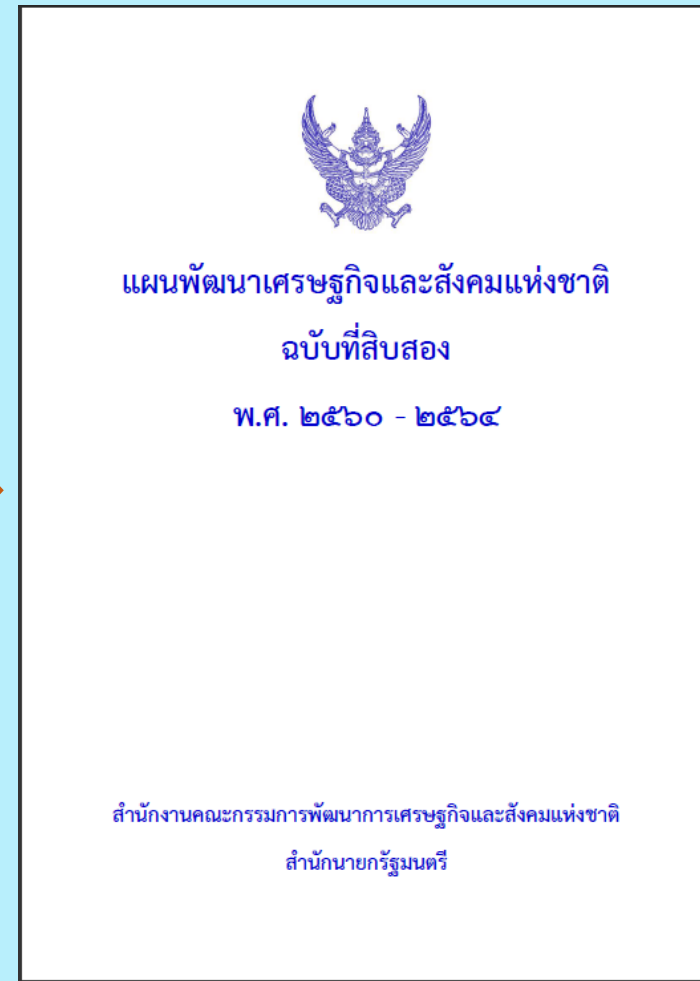 แผนพัฒนาเศรษฐกิจและสังคมแห่งชาติ
ฉบับที่สิบสอง
พ.ศ. ๒๕๖๐ - ๒๕๖๔
สำนักงานคณะกรรมการพัฒนาการเศรษฐกิจและสังคมแห่งชาติ
สำนักนายกรัฐมนตรี